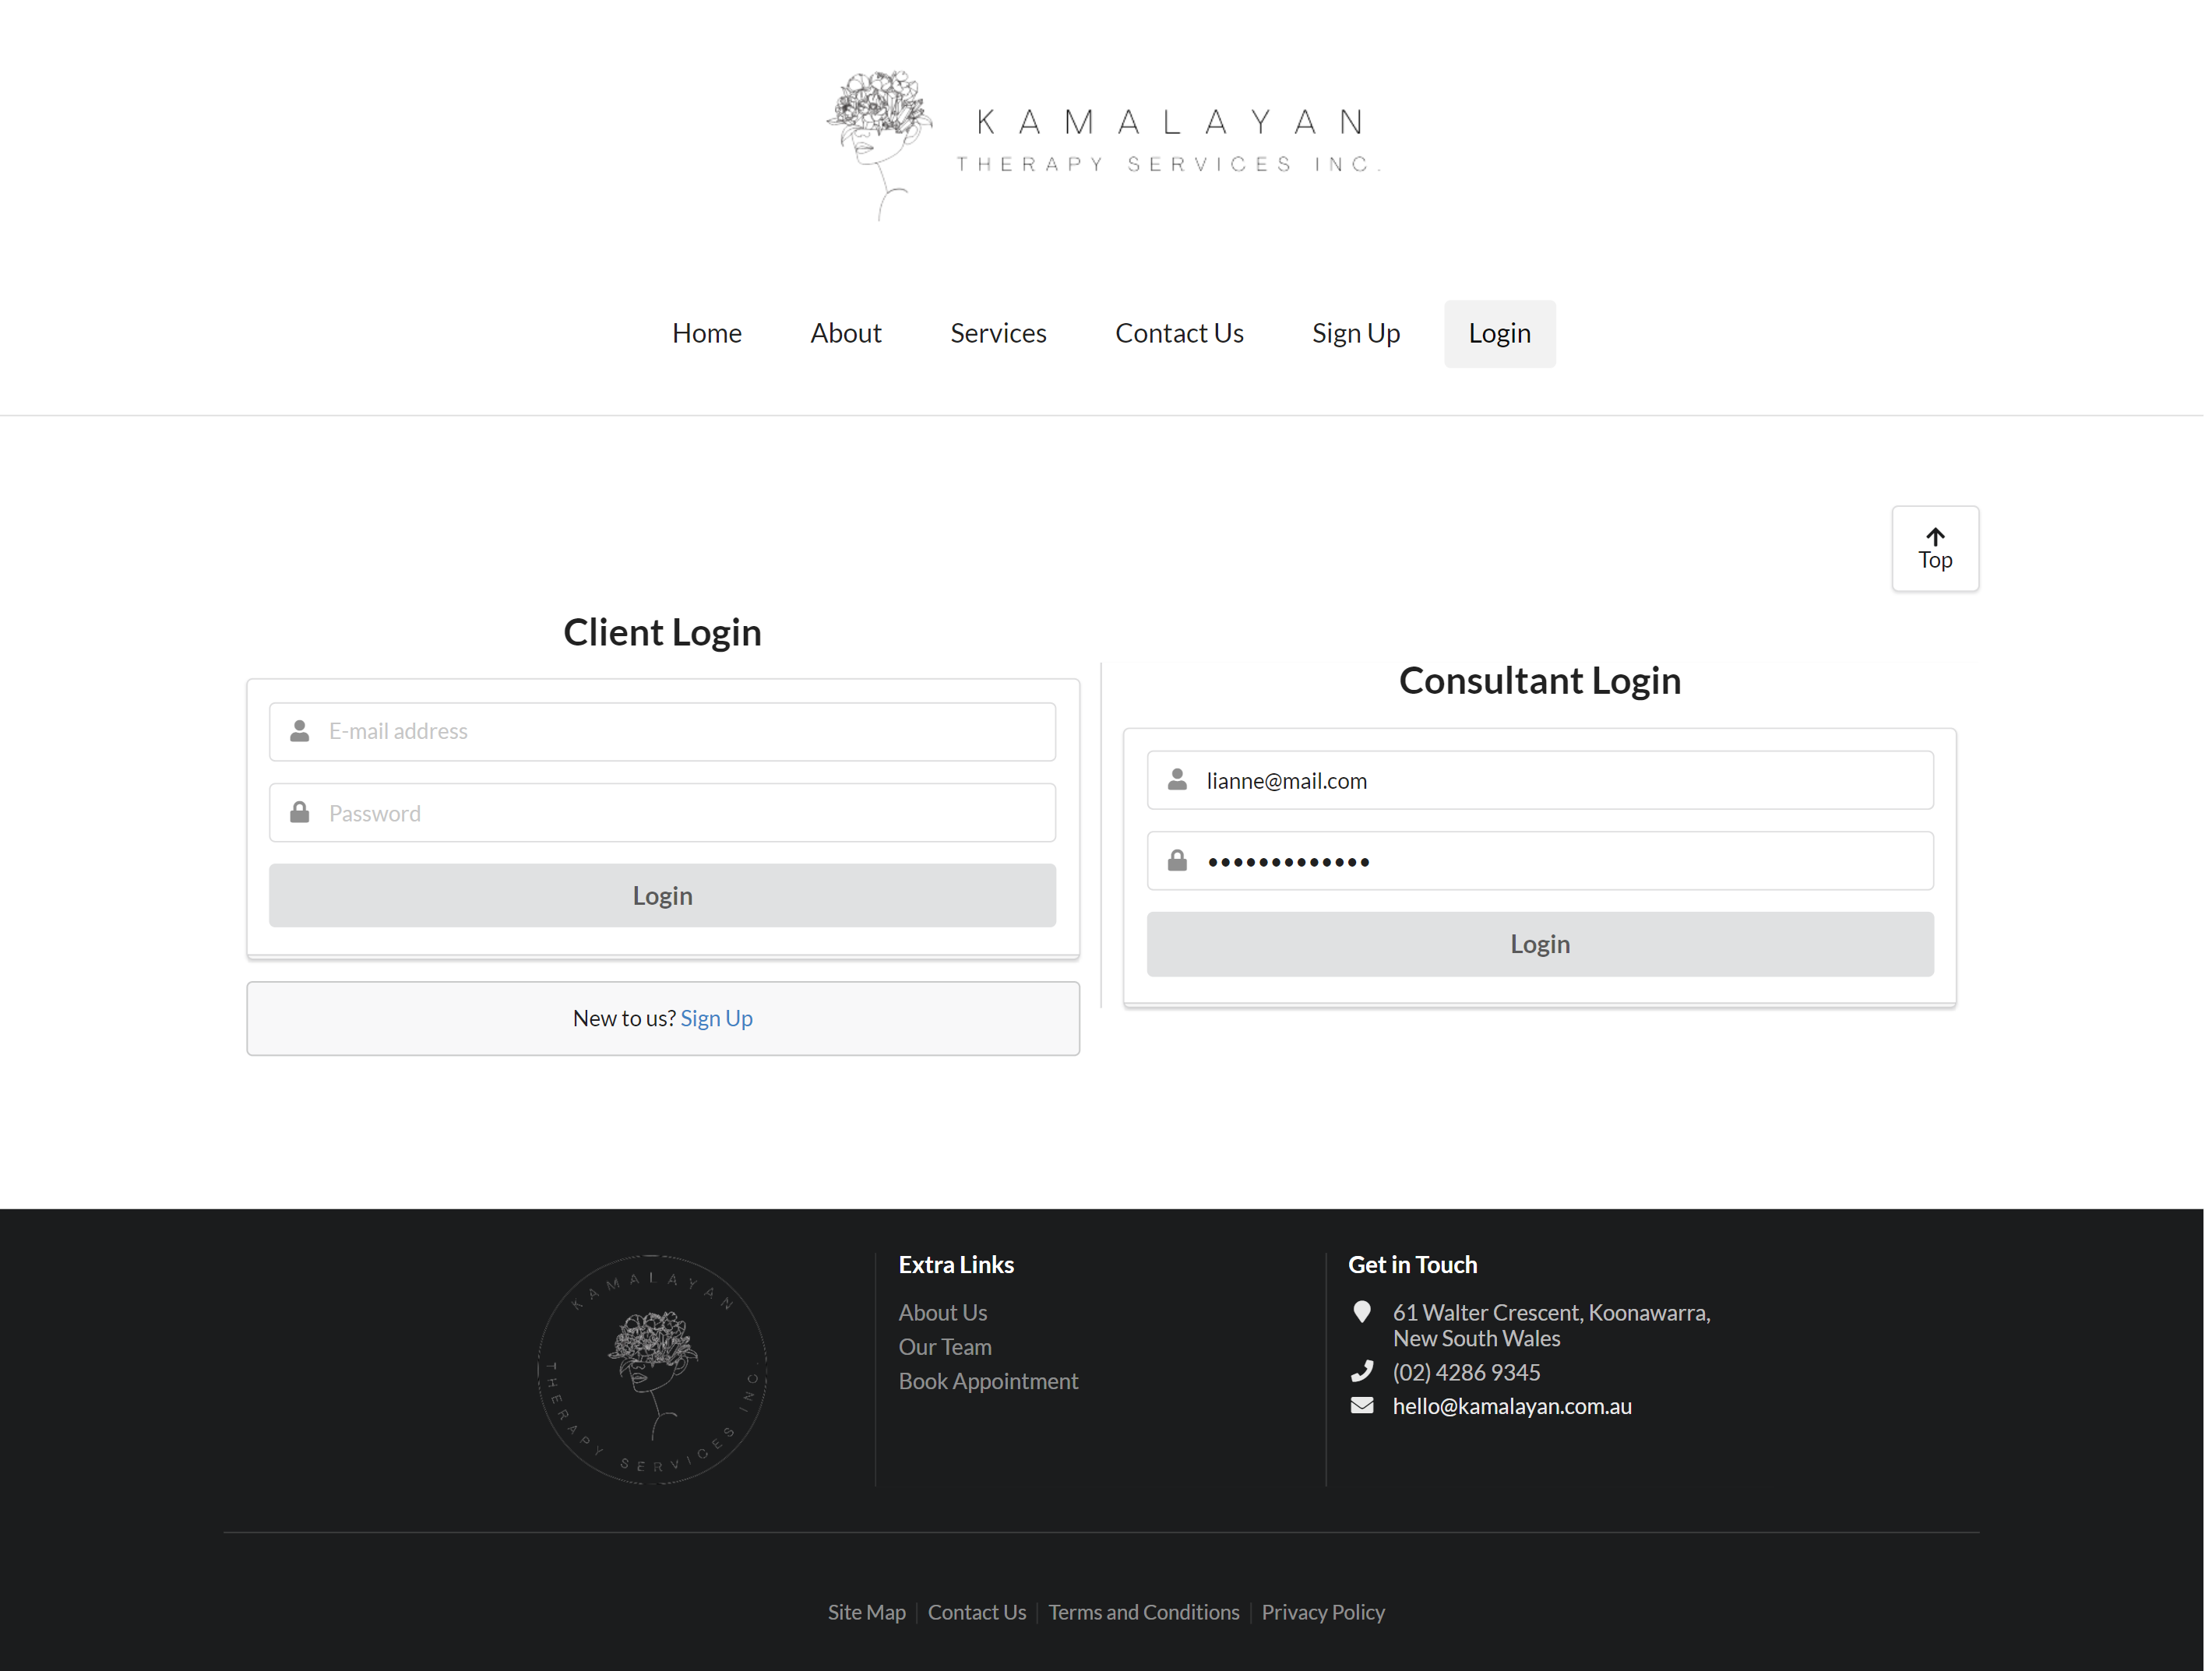 KAMALAYAN
THERAPY SERVICES INC.
Home About Services Contact Us Sign Up Login
Top
Client Login
E-mail address
Password
Login
New to us? Sign Up
Consultant Login
lianne@mail.com
•••••••••••••
Login
KAMALAYAN
THERAPY SERVICES INC.
Extra Links
About Us
Our Team
Book Appointment
Get in Touch
61 Walter Crescent, Koonawarra,
New South Wales
(02) 4286 9345
hello@kamalayan.com.au
Site Map | Contact Us | Terms and Conditions | Privacy Policy